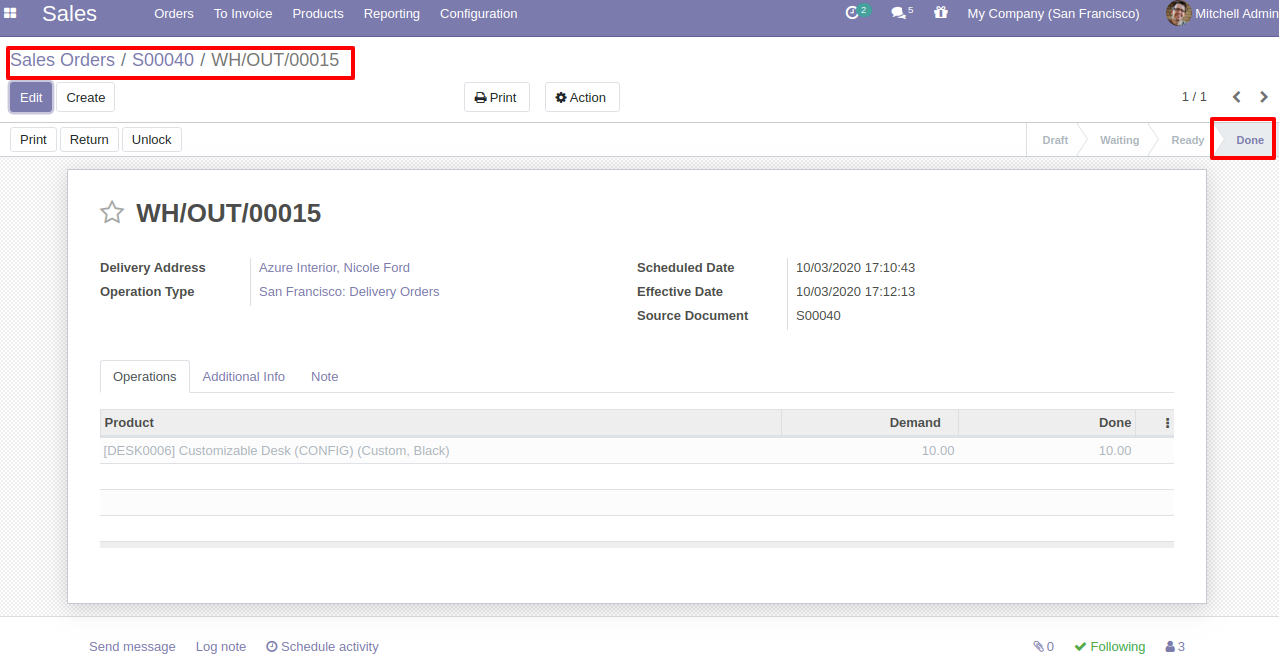 Sales Orders To Invoice Products Reporting Configuration 2 5 My Company (San Francisco) Mitchell Admin
Sales Orders / S00040 / WH/OUT/00015
Edit Create Print Action 1 / 1
Print Return Unlock Draft Waiting Ready Done
WH/OUT/00015
Delivery Address Azure Interior, Nicole Ford Scheduled Date 10/03/2020 17:10:43
Operation Type San Francisco: Delivery Orders Effective Date 10/03/2020 17:12:13
Source Document S00040
Operations Additional Info Note
Product Demand Done
[DESK0006] Customizable Desk (CONFIG) (Custom, Black) 10.00 10.00
Send message Log note Schedule activity 0 Following 3